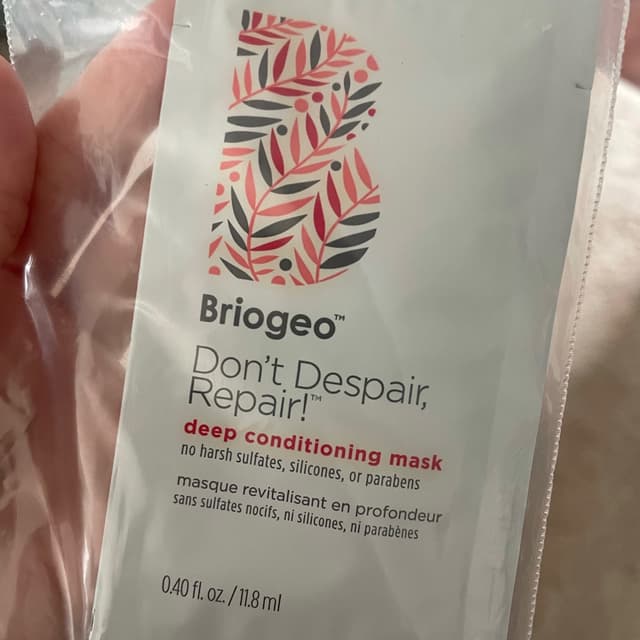 Briogeo™
Don't Despair,
Repair!™
deep conditioning mask
no harsh sulfates, silicones, or parabens
masque revitalisant en profondeur
sans sulfates nocifs, ni silicones, ni parabènes
0.40 fl. oz. / 11.8 ml